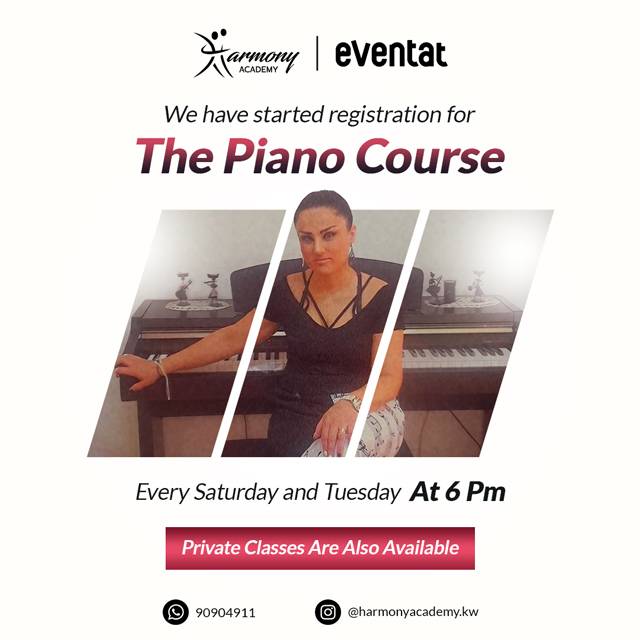 Harmony
ACADEMY
eventat
We have started registration for
The Piano Course
Every Saturday and Tuesday At 6 Pm
Private Classes Are Also Available
90904911
@harmonyacademy.kw